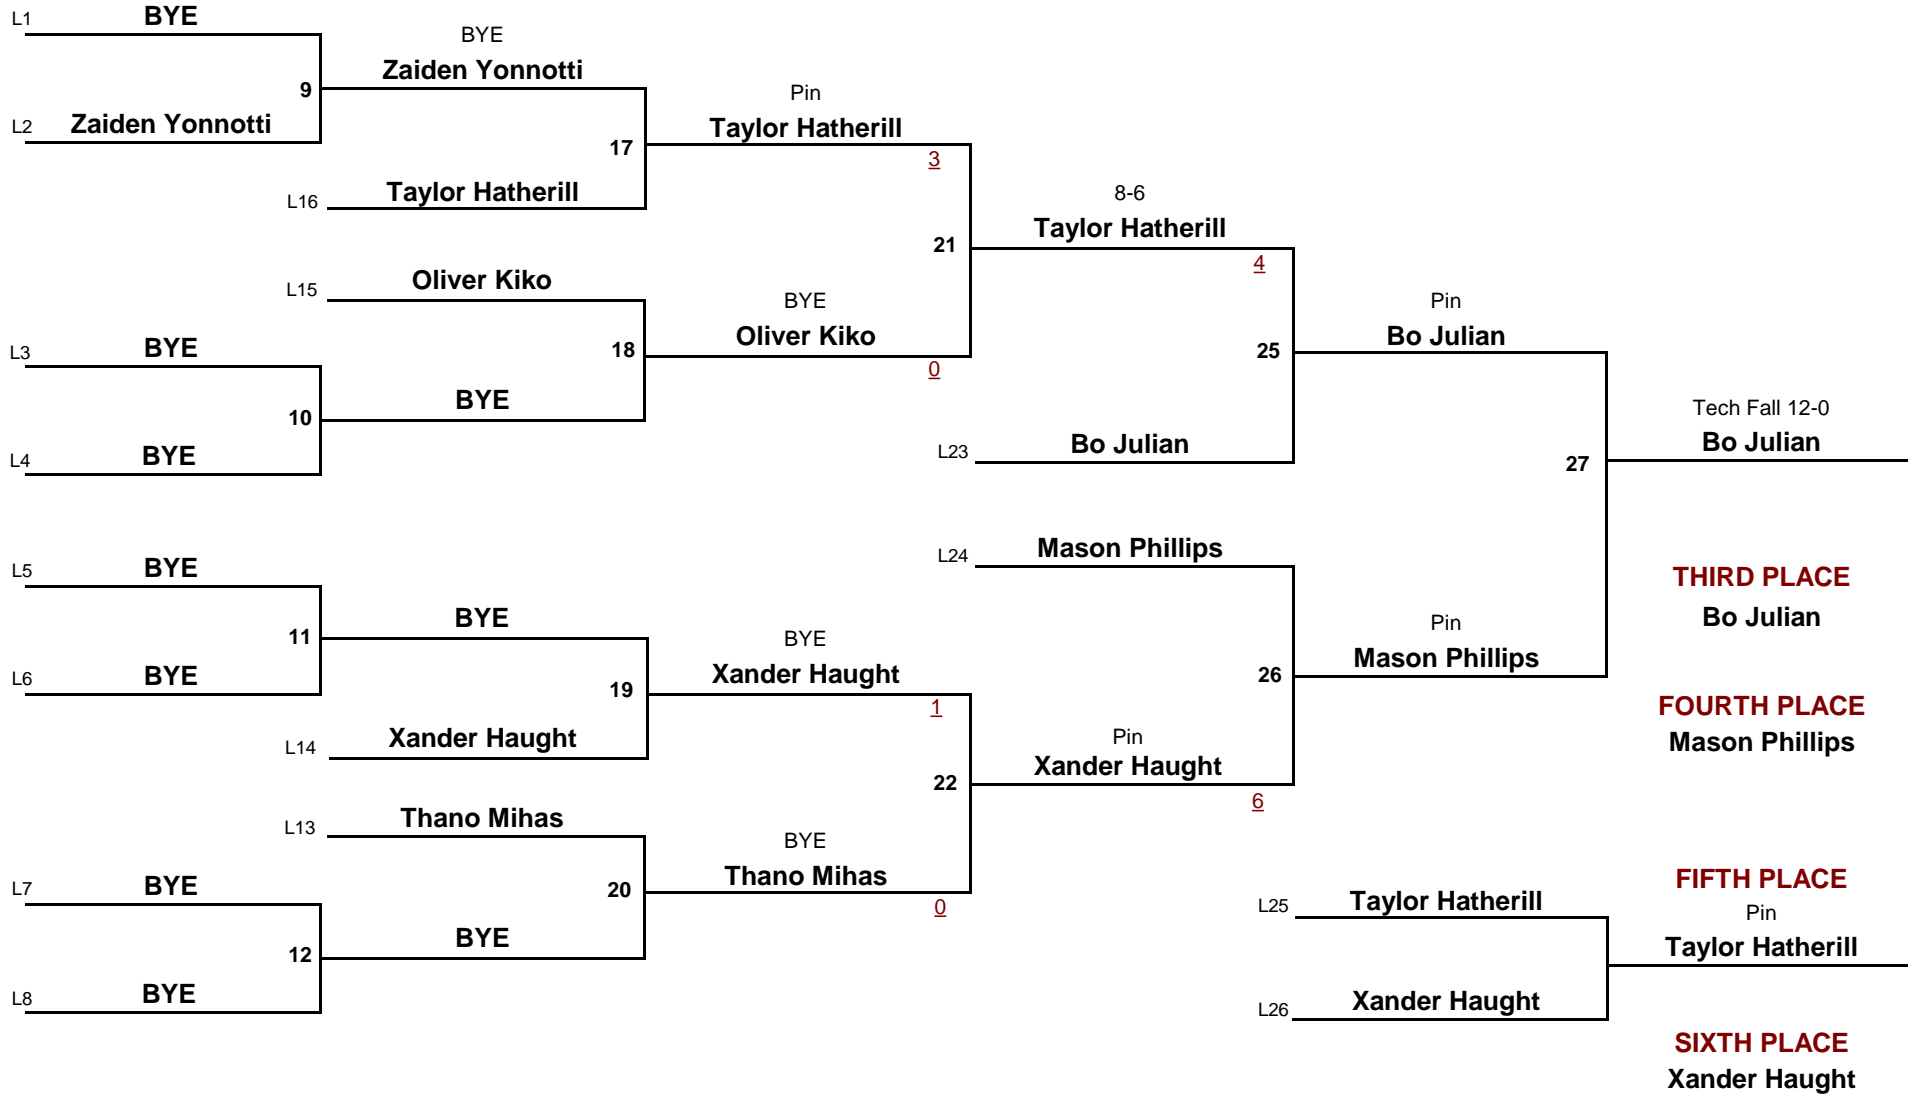 L1 BYE
BYE
Zaiden Yonnotti
9
L2 Zaiden Yonnotti
Pin
Taylor Hatherill
3
17
L16 Taylor Hatherill
8-6
Taylor Hatherill
4
21
L15 Oliver Kiko
BYE
Oliver Kiko
0
18
L3 BYE
10
BYE
L4 BYE
Pin
Bo Julian
25
L23 Bo Julian
Tech Fall 12-0
Bo Julian
27
L24 Mason Phillips
L5 BYE
11
BYE
L6 BYE
BYE
Xander Haught
1
19
L14 Xander Haught
Pin
Mason Phillips
26
THIRD PLACE
Bo Julian
FOURTH PLACE
Mason Phillips
Pin
Xander Haught
6
22
L13 Thano Mihas
BYE
Thano Mihas
0
20
L7 BYE
12
BYE
L8 BYE
L25 Taylor Hatherill
FIFTH PLACE
Pin
Taylor Hatherill
L26 Xander Haught
SIXTH PLACE
Xander Haught